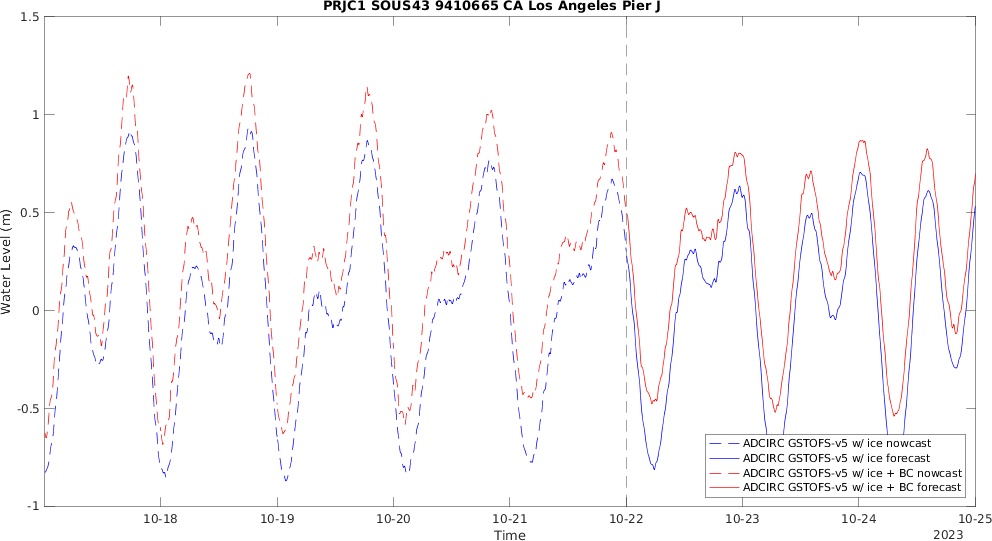 PRJC1 SOUS43 9410665 CA Los Angeles Pier J
1.5
1
0.5
0
-0.5
-1
Water Level (m)
10-18
10-19
10-20
10-21
10-22
10-23
10-24
10-25
Time
2023
ADCIRC GSTOFS-v5 w/ ice nowcast
ADCIRC GSTOFS-v5 w/ ice forecast
ADCIRC GSTOFS-v5 w/ ice + BC nowcast
ADCIRC GSTOFS-v5 w/ ice + BC forecast